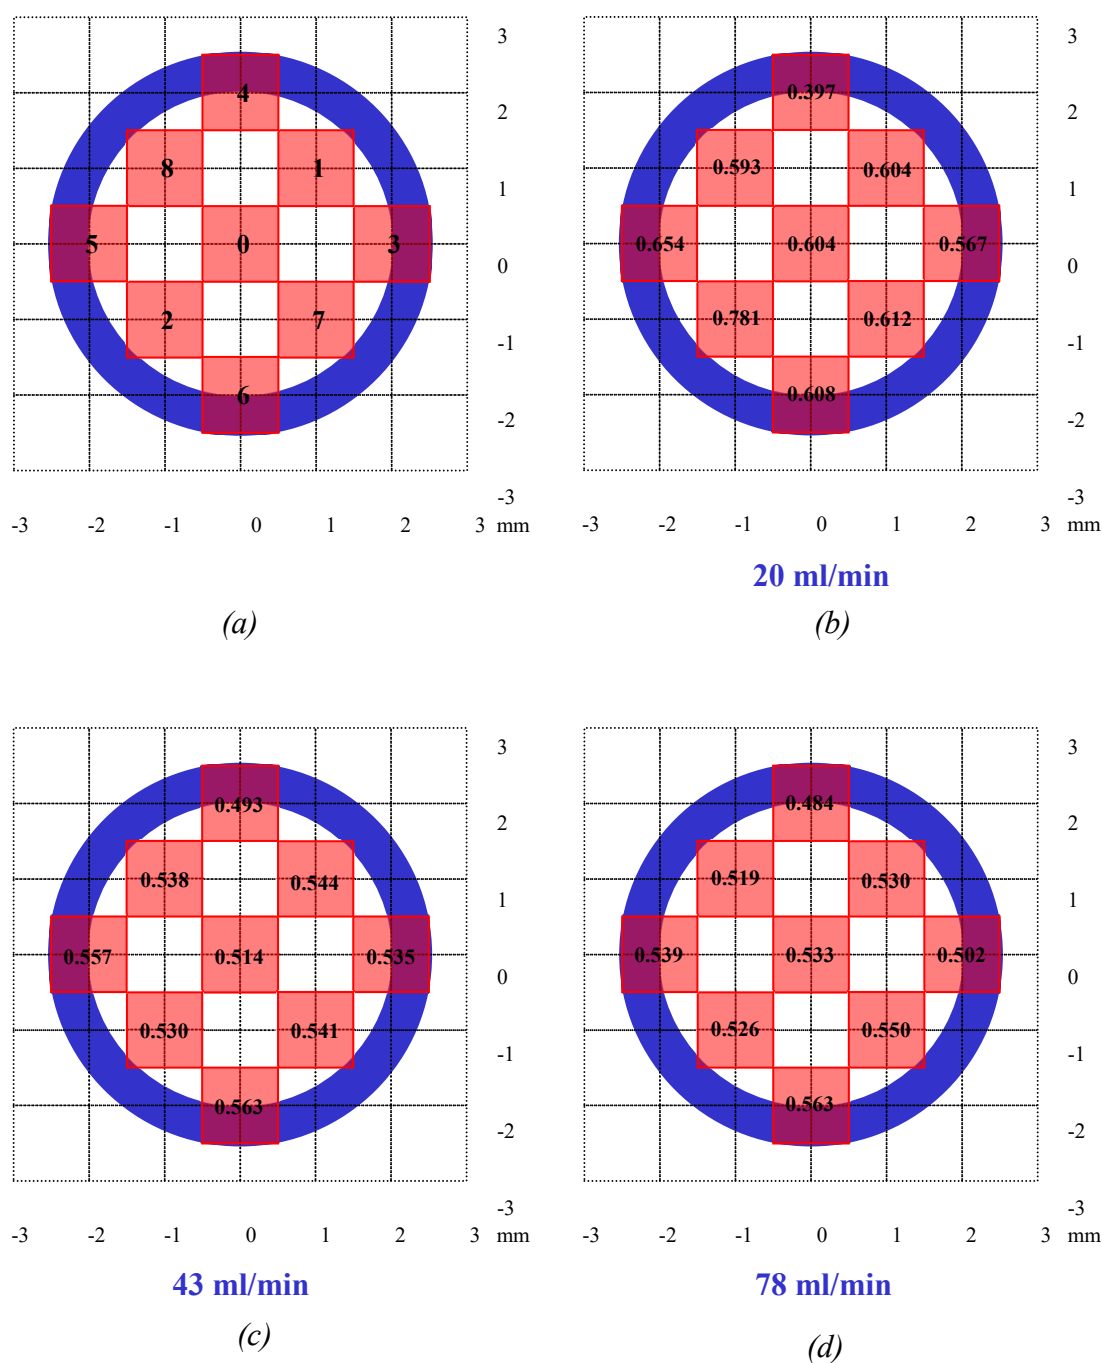 3
4
2
8 1
1
5 0 3
0
2 7
-1
6
-2
-3
-3 -2 -1 0 1 2 3 mm
(a)
3
0.397
2
0.593 0.604
1
0.654 0.604 0.567
0
0.781 0.612
-1
0.608
-2
-3
-3 -2 -1 0 1 2 3 mm
20 ml/min
(b)
3
0.493
2
0.538 0.544
1
0.557 0.514 0.535
0
0.530 0.541
-1
0.563
-2
-3
-3 -2 -1 0 1 2 3 mm
43 ml/min
(c)
3
0.484
2
0.519 0.530
1
0.539 0.533 0.502
0
0.526 0.550
-1
0.563
-2
-3
-3 -2 -1 0 1 2 3 mm
78 ml/min
(d)